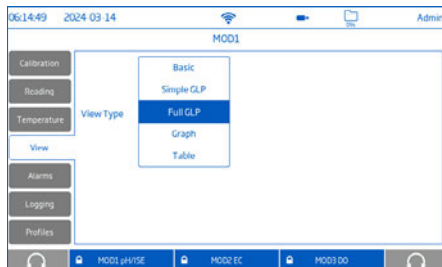 06:14:49 2024-03-14 0% Admin
MOD1
Calibration
Reading
Temperature
View
Alarms
Logging
Profiles
View Type
Basic
Simple GLP
Full GLP
Graph
Table
MOD1 pH/ISE MOD2 EC MOD3 DO